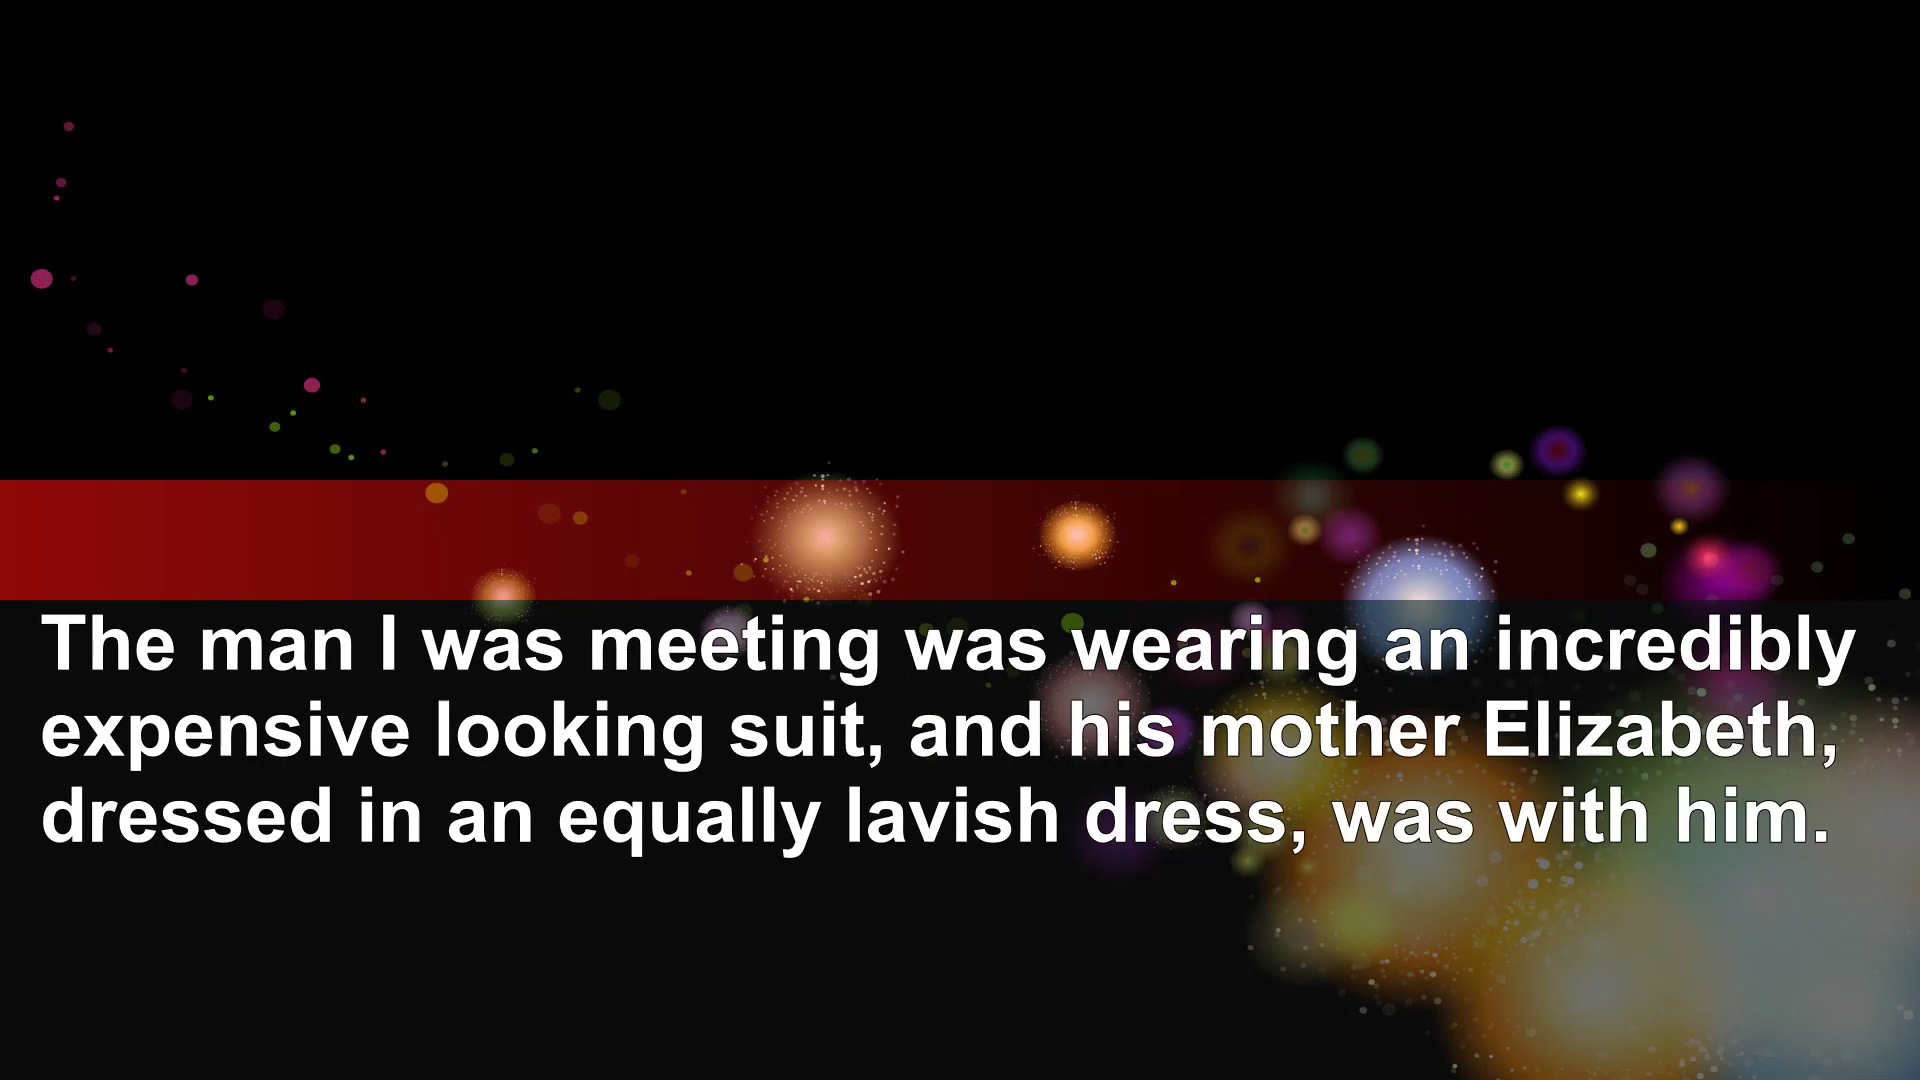 The man I was meeting was wearing an incredibly
expensive looking suit, and his mother Elizabeth,
dressed in an equally lavish dress, was with him.